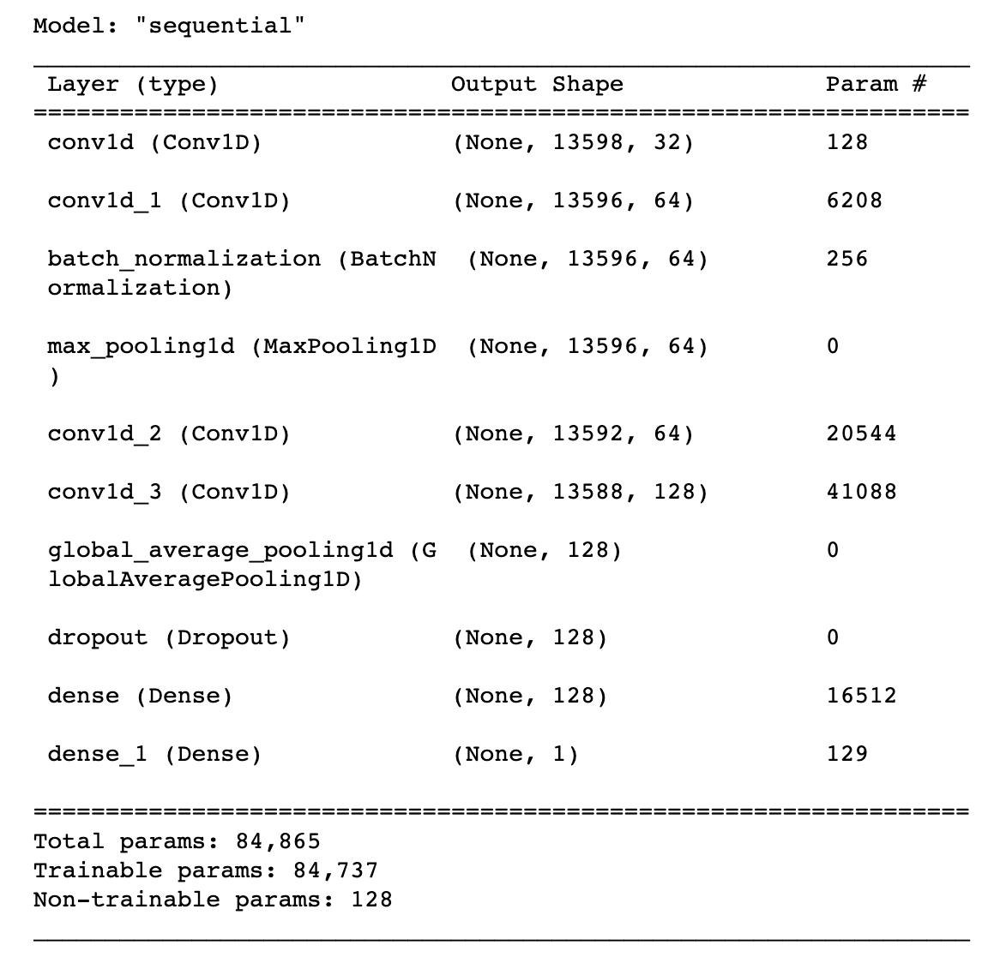 Model: "sequential"
Layer (type) Output Shape Param #
=================================================================
conv1d (Conv1D) (None, 13598, 32) 128
conv1d_1 (Conv1D) (None, 13596, 64) 6208
batch_normalization (BatchN (None, 13596, 64) 256
ormalization)
max_pooling1d (MaxPooling1D (None, 13596, 64) 0
)
conv1d_2 (Conv1D) (None, 13592, 64) 20544
conv1d_3 (Conv1D) (None, 13588, 128) 41088
global_average_pooling1d (G (None, 128) 0
lobalAveragePooling1D)
dropout (Dropout) (None, 128) 0
dense (Dense) (None, 128) 16512
dense_1 (Dense) (None, 1) 129
=================================================================
Total params: 84,865
Trainable params: 84,737
Non-trainable params: 128